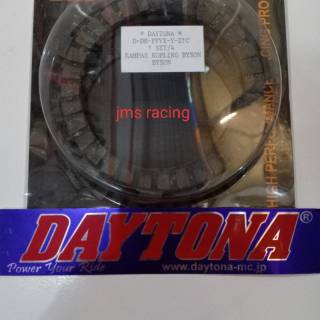 * DAYTONA *
1 SET/4
KAMPAS KOPLING BYSON
BYSON
jms racing
HIGH PERFORMANCE
DAYTONA®
Power Your Ride
www.daytona-mc.jp